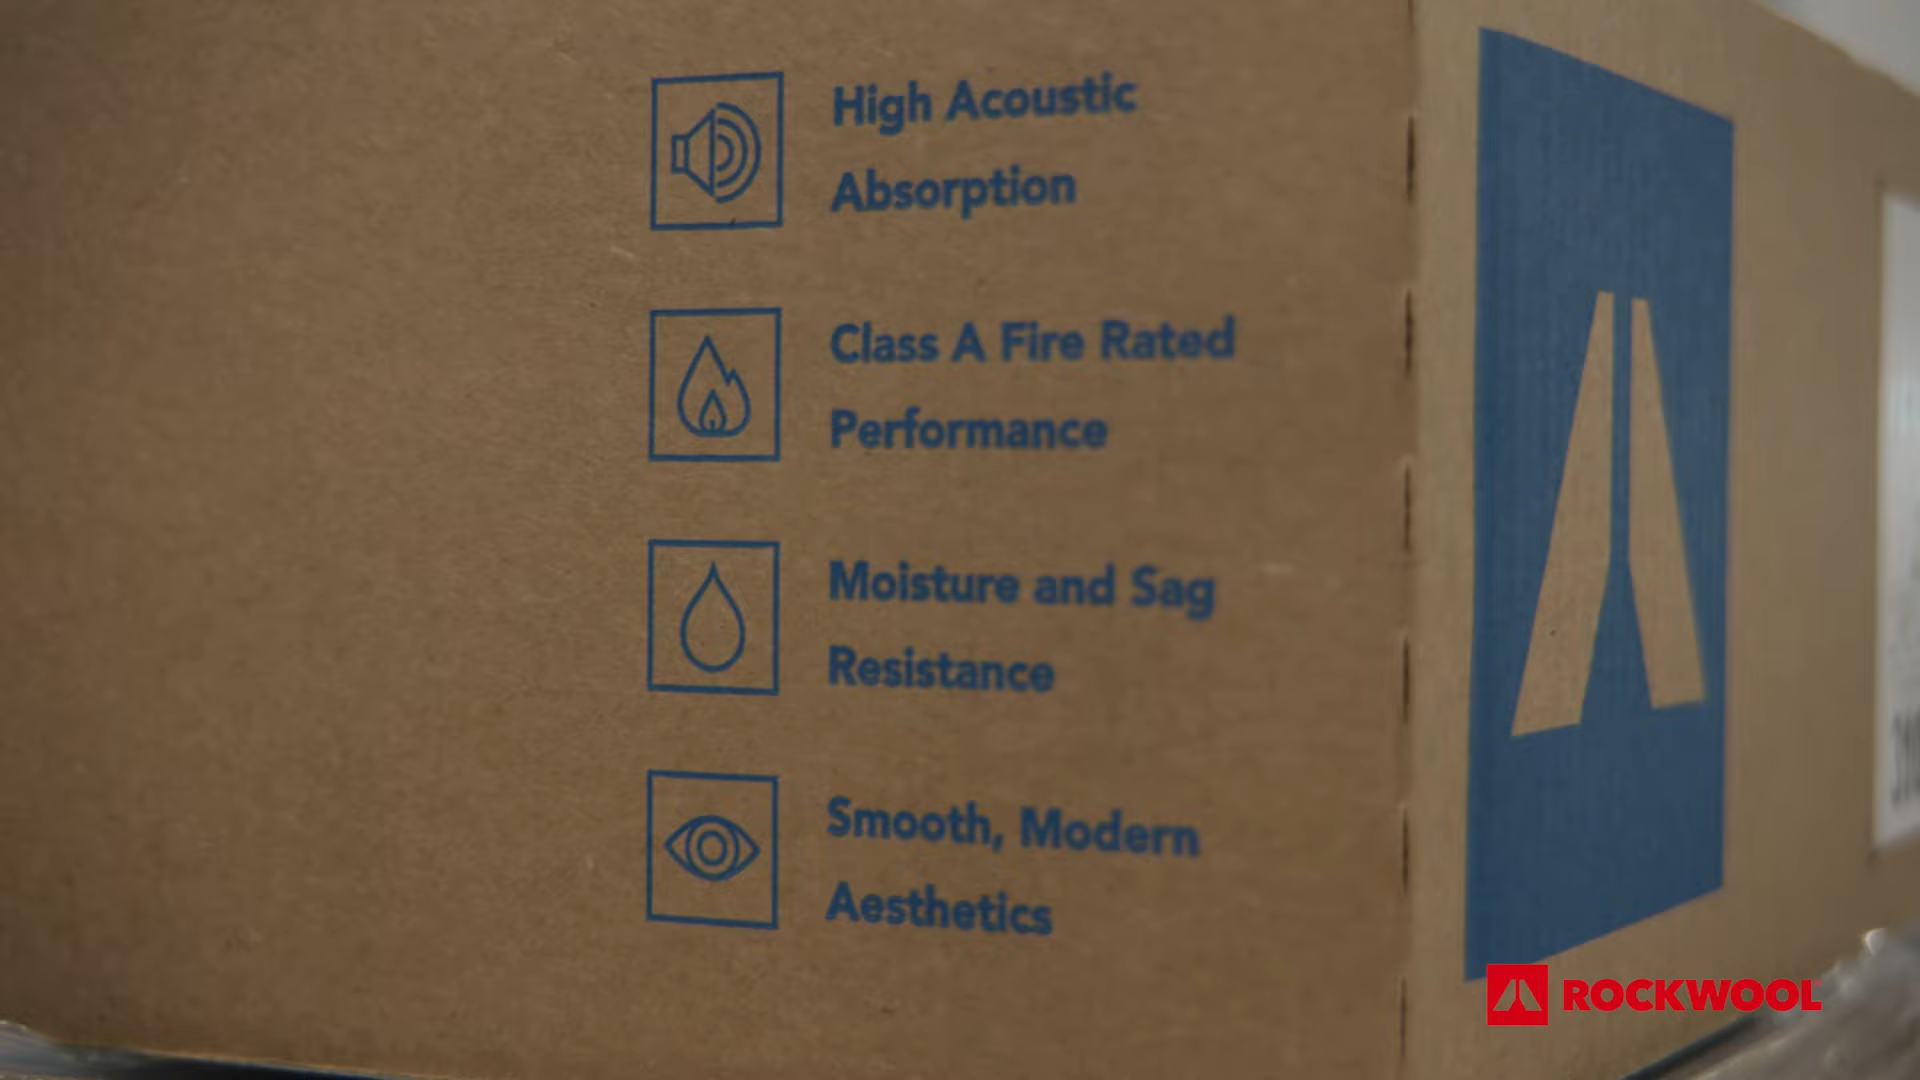 High Acoustic
Absorption
Class A Fire Rated
Performance
Moisture and Sag
Resistance
Smooth, Modern
Aesthetics
ROCKWOOL